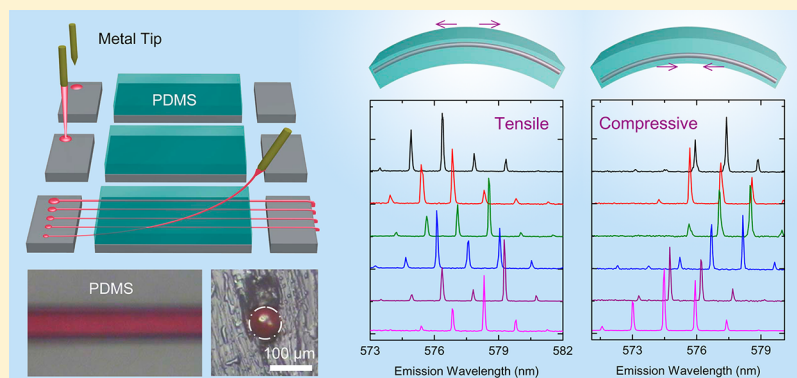 Metal Tip
PDMS
PDMS
100 µm
Tensile
Compressive
573 576 579 582
573 576 579
Emission Wavelength (nm)
Emission Wavelength (nm)